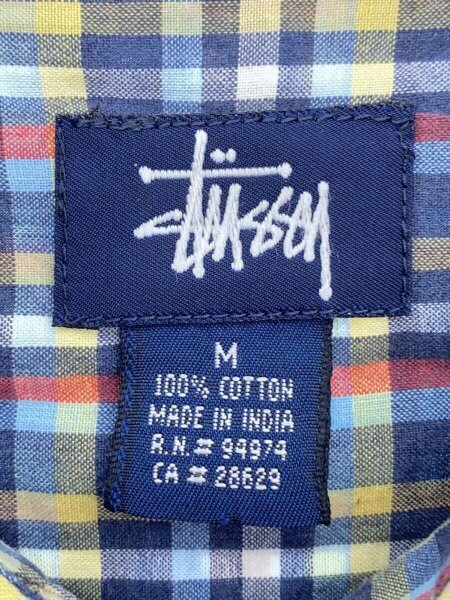 Stüssy
M
100% COTTON
MADE IN INDIA
R.N.# 94974
CA # 28629